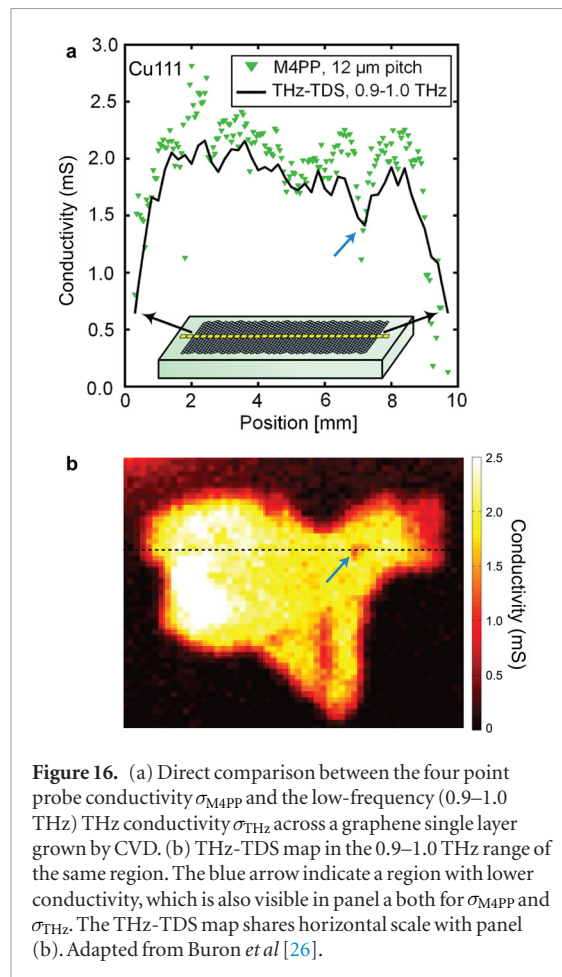 a
3.0
2.5
2.0
1.5
1.0
0.5
0.0
Conductivity (mS)
Cu111
M4PP, 12 μm pitch
THz-TDS, 0.9-1.0 THz
0 2 4 6 8 10
Position [mm]
b
2.5
2.0
1.5
1.0
0.5
0
Conductivity (mS)
Figure 16. (a) Direct comparison between the four point
probe conductivity σM4PP and the low-frequency (0.9–1.0
THz) THz conductivity σTHz across a graphene single layer
grown by CVD. (b) THz-TDS map in the 0.9–1.0 THz range of
the same region. The blue arrow indicate a region with lower
conductivity, which is also visible in panel a both for σM4PP and
σTHz. The THz-TDS map shares horizontal scale with panel
(b). Adapted from Buron et al [26].